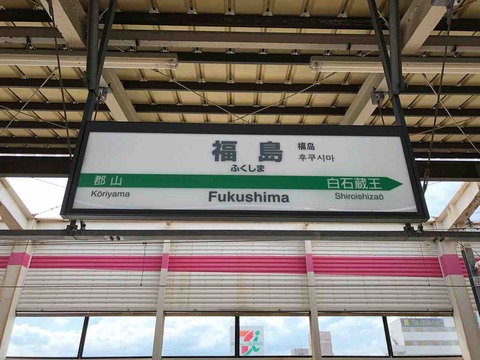 福島
ふくしま
福岛
후쿠시마
郡山
Kōriyama
Fukushima
白石蔵王
Shiroishizaō